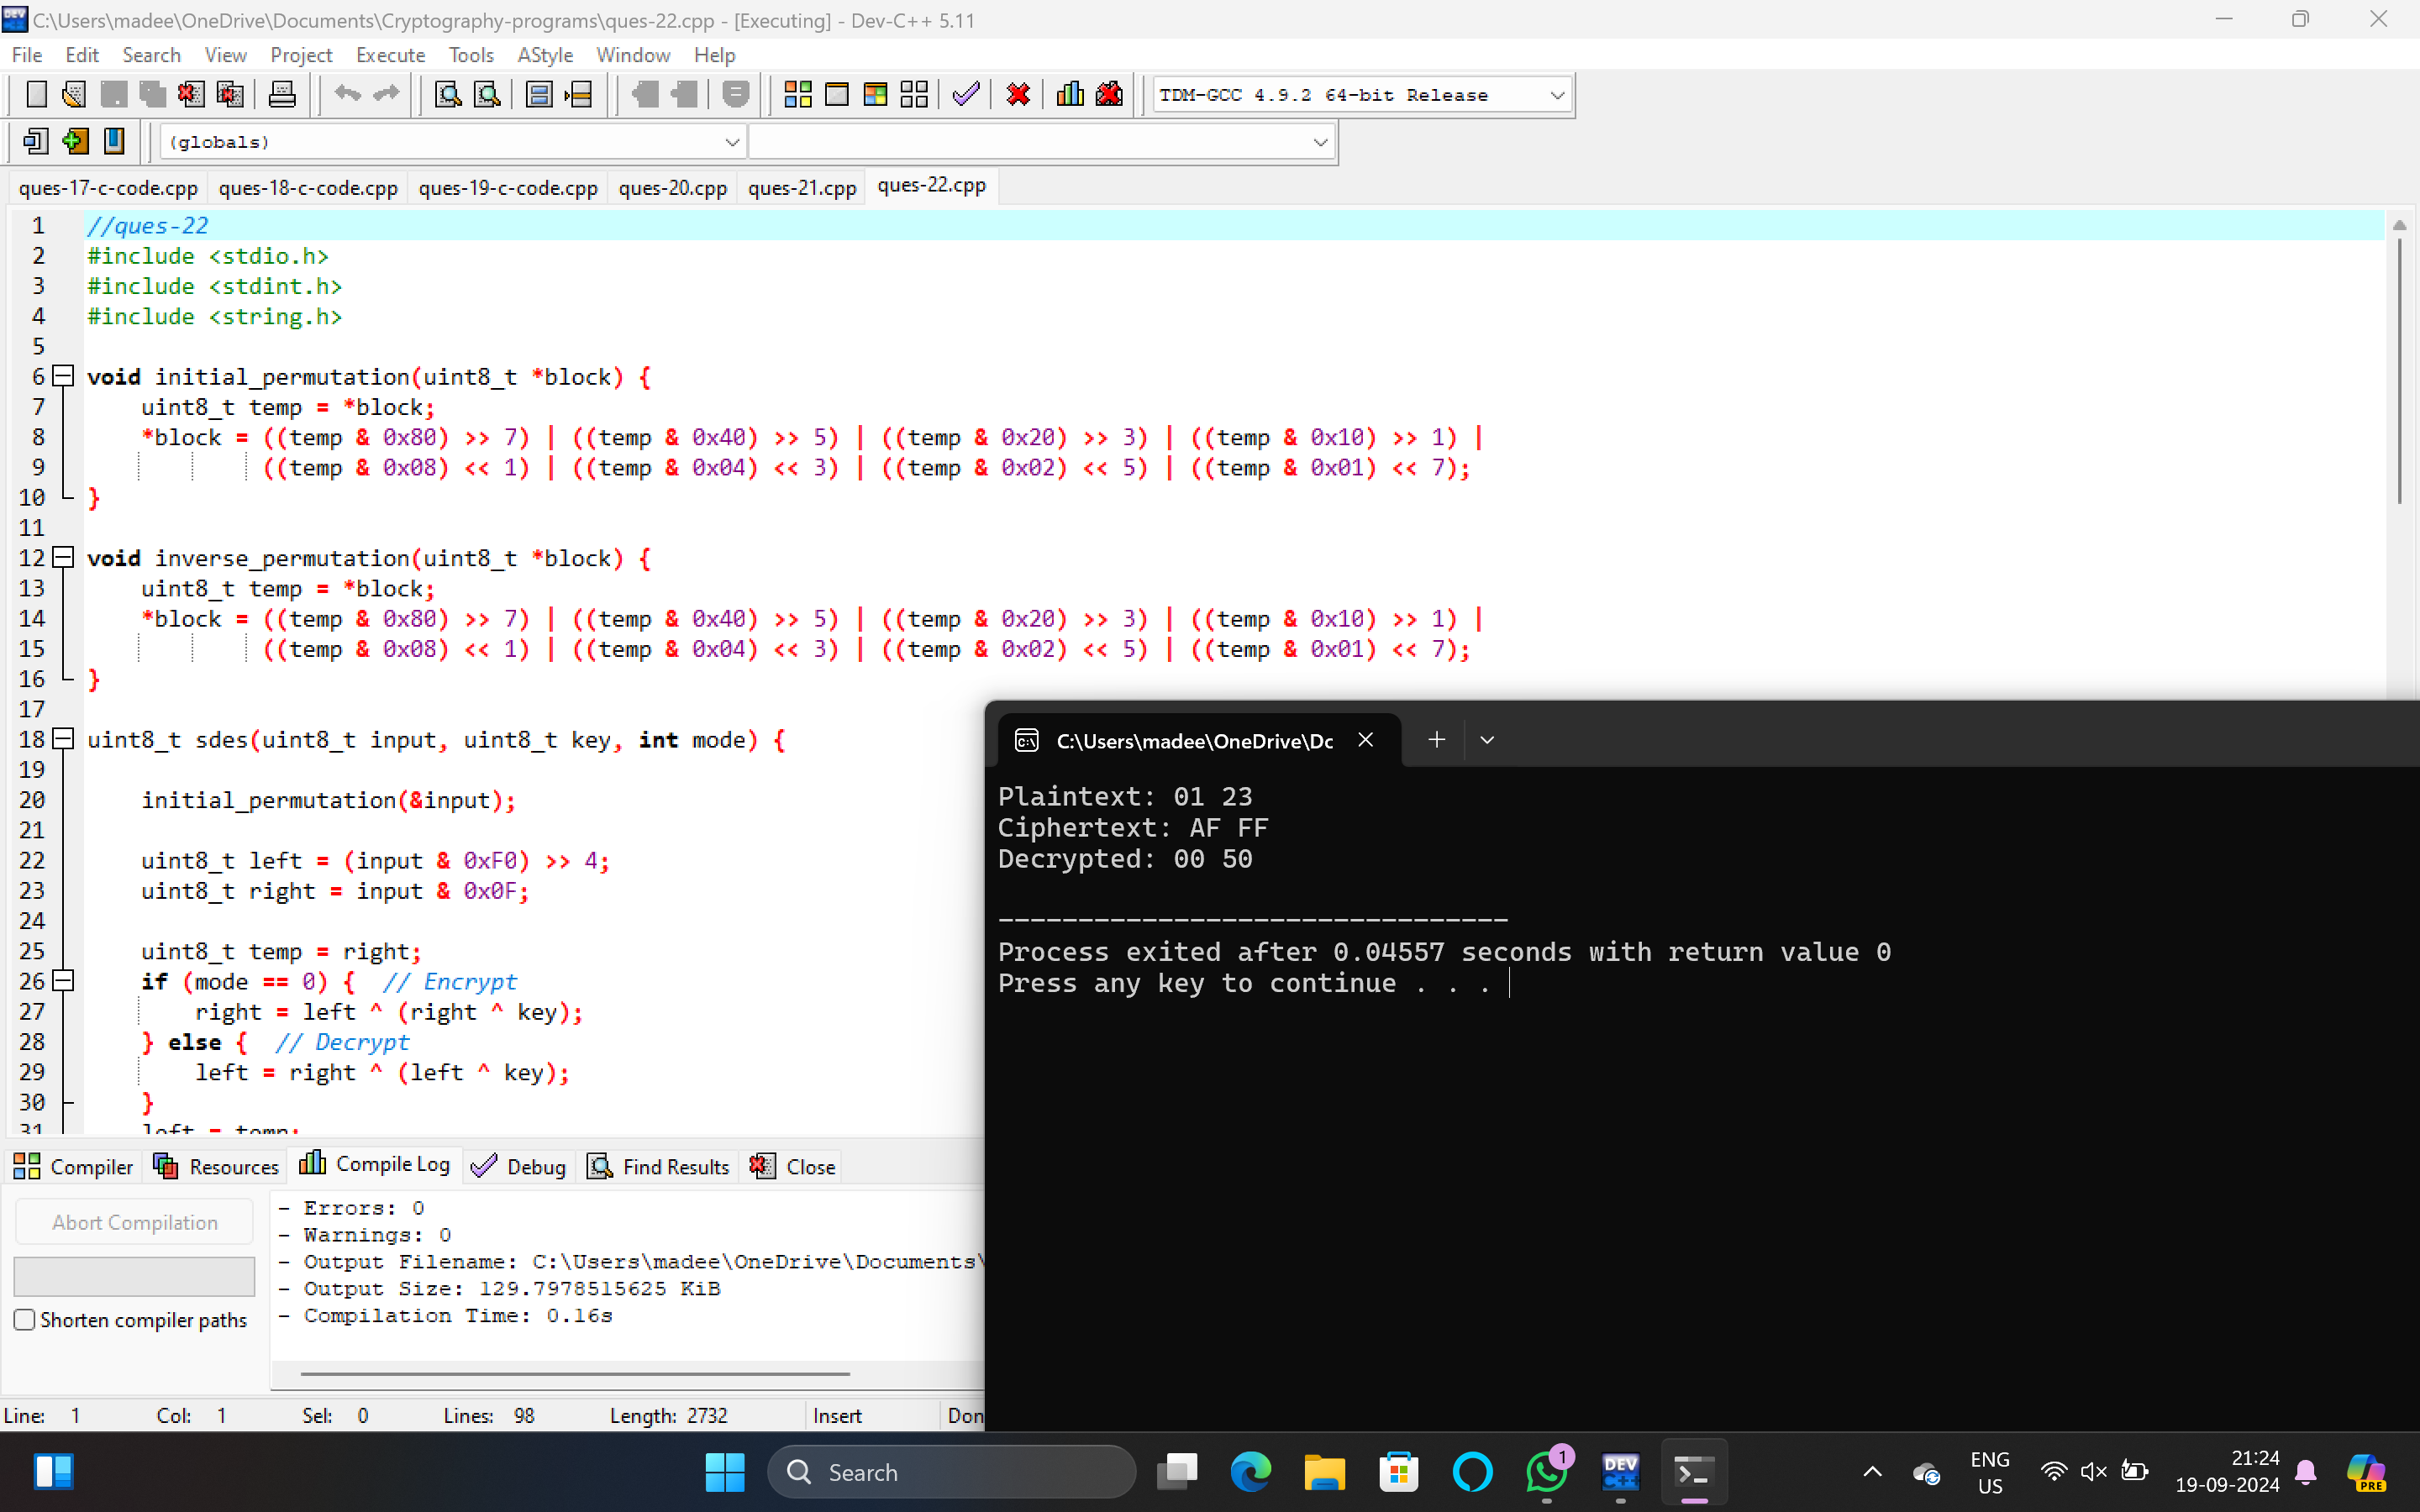 C:\Users\madee\OneDrive\Documents\Cryptography-programs\ques-22.cpp - [Executing] - Dev-C++ 5.11
File Edit Search View Project Execute Tools AStyle Window Help
TDM-GCC 4.9.2 64-bit Release
(globals)
ques-17-c-code.cpp ques-18-c-code.cpp ques-19-c-code.cpp ques-20.cpp ques-21.cpp ques-22.cpp
1 //ques-22
2 #include <stdio.h>
3 #include <stdint.h>
4 #include <string.h>
5
6 void initial_permutation(uint8_t *block) {
7 uint8_t temp = *block;
8 *block = ((temp & 0x80) >> 7) | ((temp & 0x40) >> 5) | ((temp & 0x20) >> 3) | ((temp & 0x10) >> 1) |
9 ((temp & 0x08) << 1) | ((temp & 0x04) << 3) | ((temp & 0x02) << 5) | ((temp & 0x01) << 7);
10 }
11
12 void inverse_permutation(uint8_t *block) {
13 uint8_t temp = *block;
14 *block = ((temp & 0x80) >> 7) | ((temp & 0x40) >> 5) | ((temp & 0x20) >> 3) | ((temp & 0x10) >> 1) |
15 ((temp & 0x08) << 1) | ((temp & 0x04) << 3) | ((temp & 0x02) << 5) | ((temp & 0x01) << 7);
16 }
17
18 uint8_t sdes(uint8_t input, uint8_t key, int mode) {
19
20 initial_permutation(&input);
21
22 uint8_t left = (input & 0xF0) >> 4;
23 uint8_t right = input & 0x0F;
24
25 uint8_t temp = right;
26 if (mode == 0) { // Encrypt
27 right = left ^ (right ^ key);
28 } else { // Decrypt
29 left = right ^ (left ^ key);
30 }
31 left = temp;
C:\Users\madee\OneDrive\Dc
Plaintext: 01 23
Ciphertext: AF FF
Decrypted: 00 50
--------------------------------
Process exited after 0.04557 seconds with return value 0
Press any key to continue . . .
Compiler Resources Compile Log Debug Find Results Close
Abort Compilation
Shorten compiler paths
- Errors: 0
- Warnings: 0
- Output Filename: C:\Users\madee\OneDrive\Documents\
- Output Size: 129.7978515625 KiB
- Compilation Time: 0.16s
Line: 1 Col: 1 Sel: 0 Lines: 98 Length: 2732 Insert Don
Search
DEV C++
1
ENG
US
21:24
19-09-2024
PRE